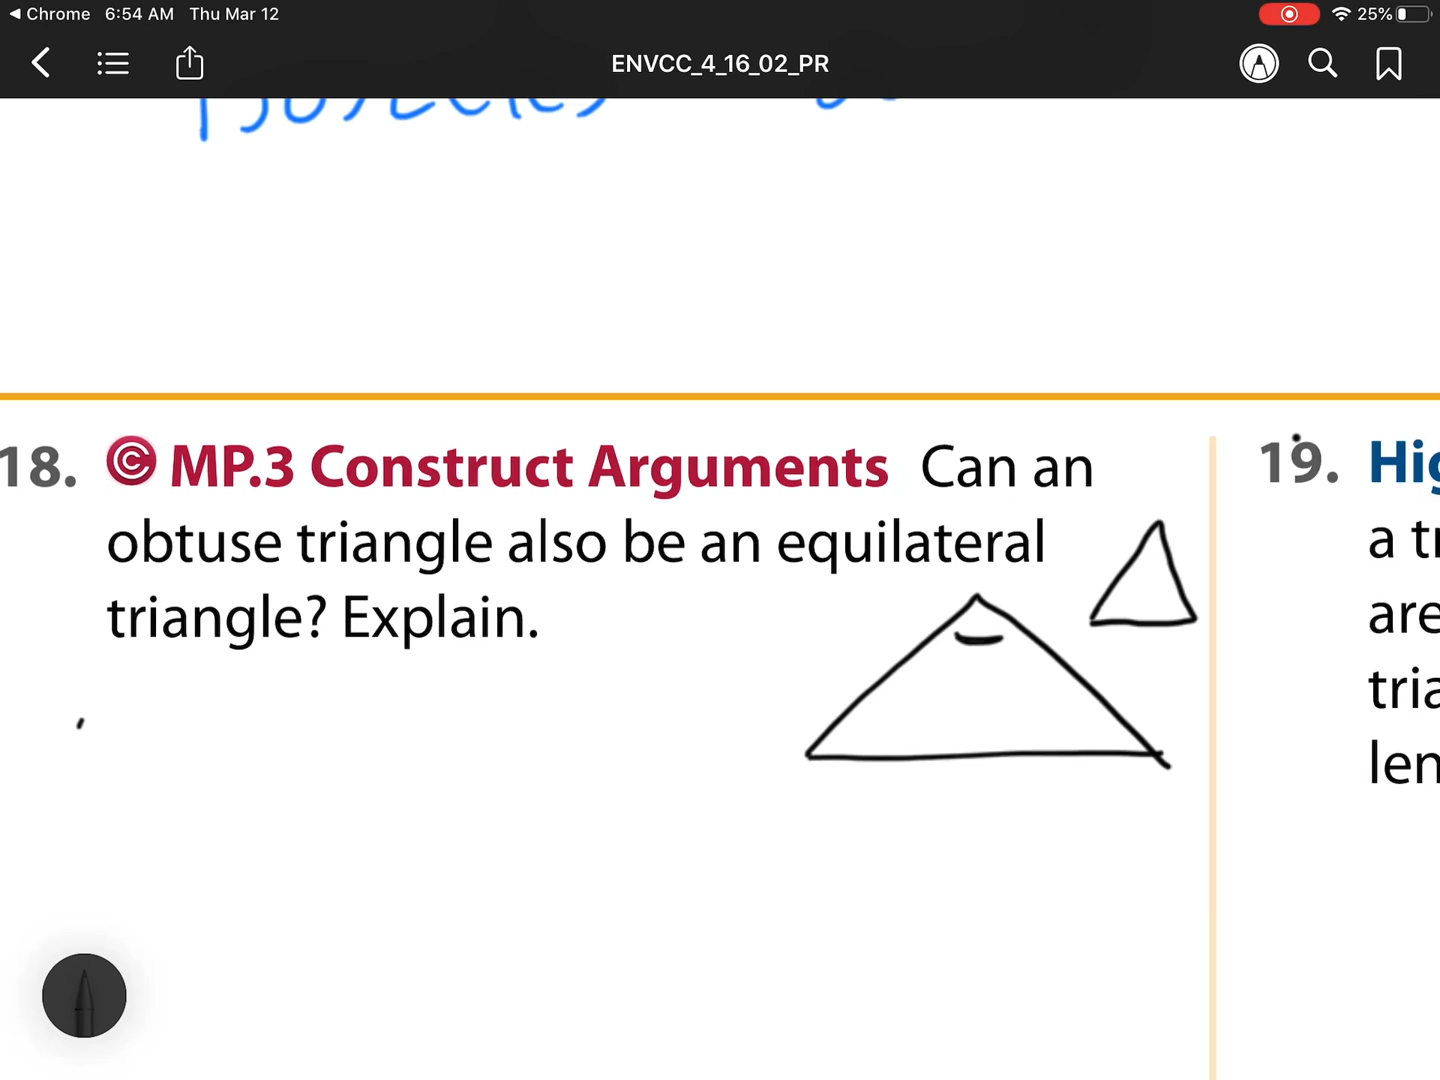 Chrome 6:54 AM Thu Mar 12 25%
ENVCC_4_16_02_PR
18. © MP.3 Construct Arguments Can an
obtuse triangle also be an equilateral
triangle? Explain.
19. Hig
a tr
are
tria
len